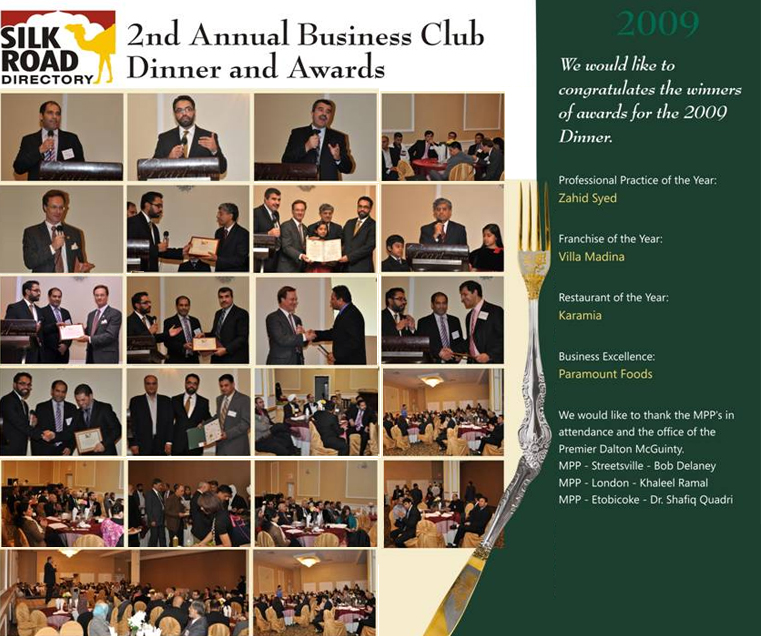 SILK
ROAD
DIRECTORY
2nd Annual Business Club
Dinner and Awards
2009
We would like to
congratulates the winners
of awards for the 2009
Dinner.
Professional Practice of the Year:
Zahid Syed
Franchise of the Year:
Villa Madina
Restaurant of the Year:
Karamia
Business Excellence:
Paramount Foods
We would like to thank the MPP's in
attendance and the office of the
Premier Dalton McGuinty.
MPP - Streetsville - Bob Delaney
MPP - London - Khaleel Ramal
MPP - Etobicoke - Dr. Shafiq Quadri